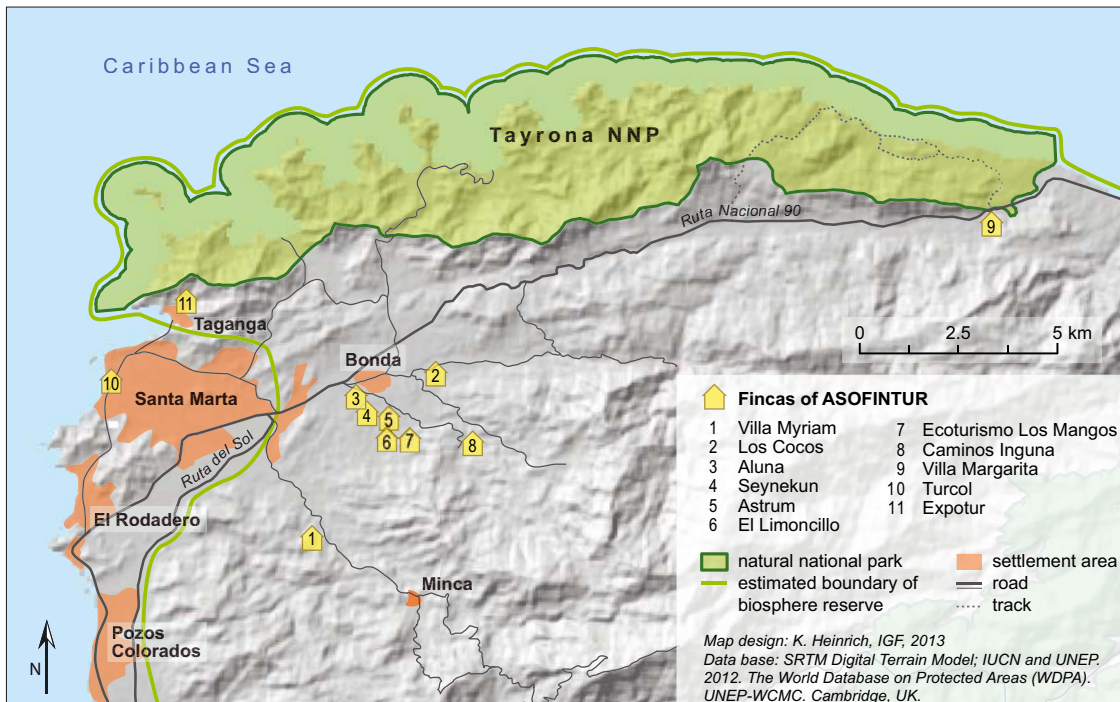 Caribbean Sea
Tayrona NNP
Ruta Nacional 90
9
11
Taganga
0 2.5 5 km
Bonda
2
10
3
Santa Marta
4
5
6
7
8
Ruta del Sol
El Rodadero
1
Minca
Pozos
Colorados
N
Fincas of ASOFINTUR
1 Villa Myriam
2 Los Cocos
3 Aluna
4 Seynekun
5 Astrum
6 El Limoncillo
7 Ecoturismo Los Mangos
8 Caminos Inguna
9 Villa Margarita
10 Turcol
11 Expotur
natural national park
estimated boundary of
biosphere reserve
settlement area
road
track
Map design: K. Heinrich, IGF, 2013
Data base: SRTM Digital Terrain Model; IUCN and UNEP.
2012. The World Database on Protected Areas (WDPA).
UNEP-WCMC. Cambridge, UK.